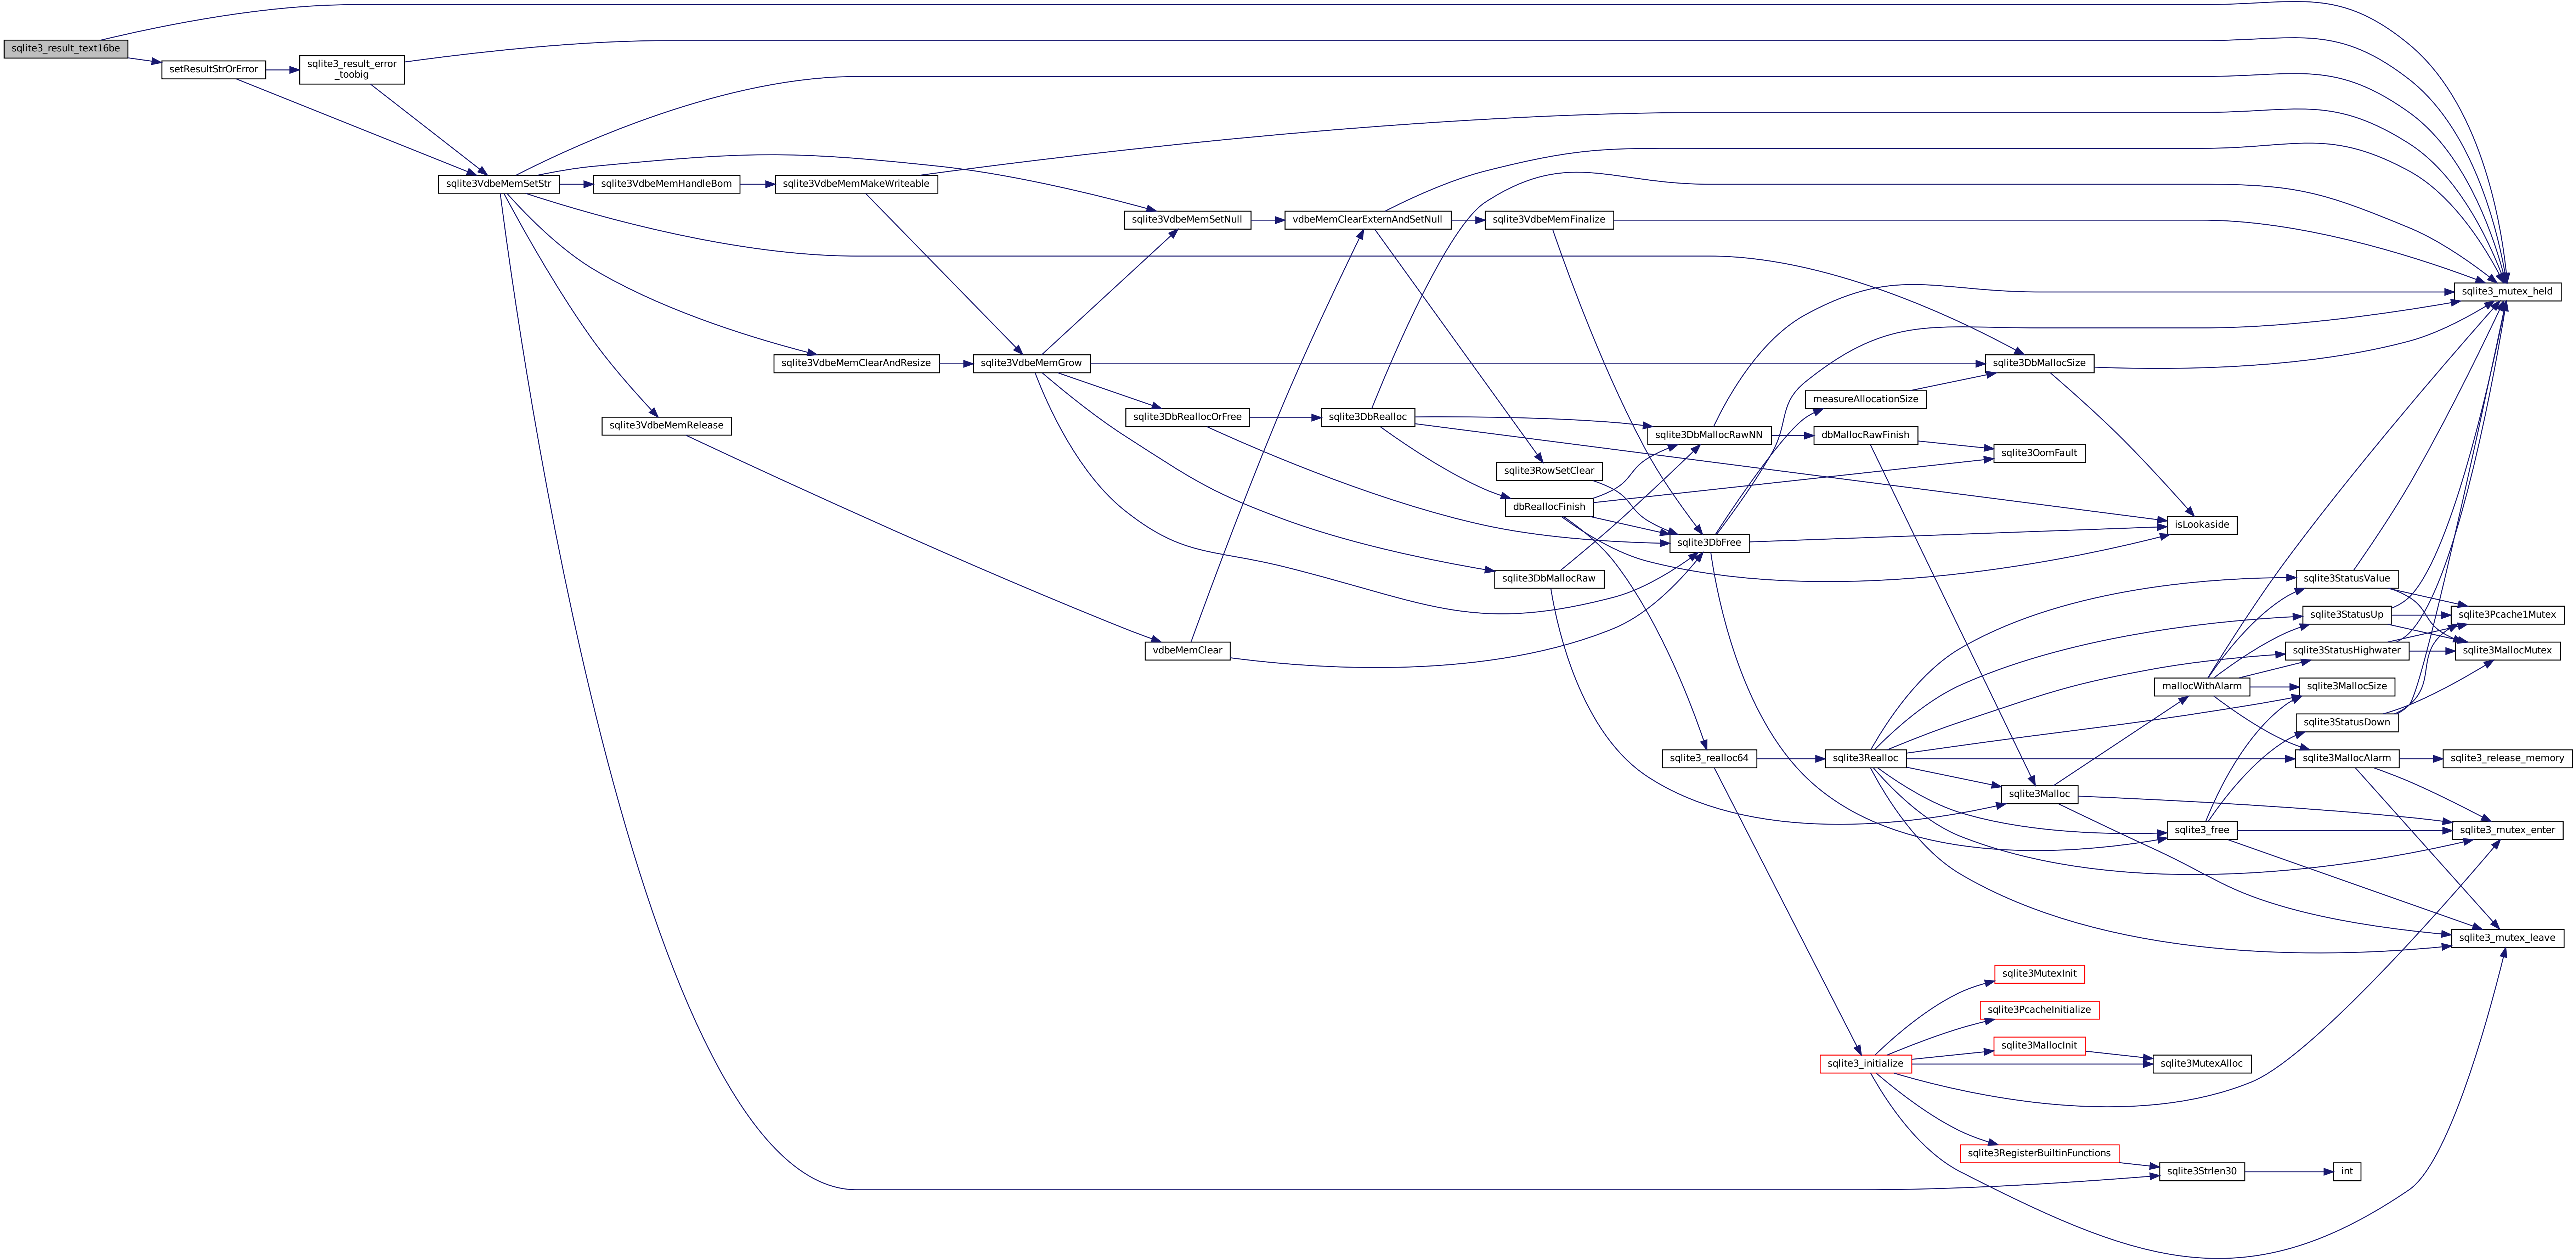 sqlite3_result_text16be
setResultStrOrError
sqlite3_result_error
_toobig
sqlite3VdbeMemSetStr
sqlite3VdbeMemHandleBom
sqlite3VdbeMemMakeWriteable
sqlite3VdbeMemSetNull
vdbeMemClearExternAndSetNull
sqlite3VdbeMemFinalize
sqlite3_mutex_held
sqlite3VdbeMemClearAndResize
sqlite3VdbeMemGrow
sqlite3DbMallocSize
measureAllocationSize
sqlite3VdbeMemRelease
sqlite3DbReallocOrFree
sqlite3DbRealloc
sqlite3DbMallocRawNN
dbMallocRawFinish
sqlite3OomFault
sqlite3RowSetClear
dbReallocFinish
isLookaside
sqlite3DbFree
sqlite3DbMallocRaw
sqlite3StatusValue
sqlite3StatusUp
sqlite3Pcache1Mutex
vdbeMemClear
sqlite3StatusHighwater
sqlite3MallocMutex
mallocWithAlarm
sqlite3MallocSize
sqlite3StatusDown
sqlite3_realloc64
sqlite3Realloc
sqlite3MallocAlarm
sqlite3_release_memory
sqlite3Malloc
sqlite3_free
sqlite3_mutex_enter
sqlite3_mutex_leave
sqlite3MutexInit
sqlite3PcacheInitialize
sqlite3MallocInit
sqlite3_initialize
sqlite3MutexAlloc
sqlite3RegisterBuiltinFunctions
sqlite3Strlen30
int